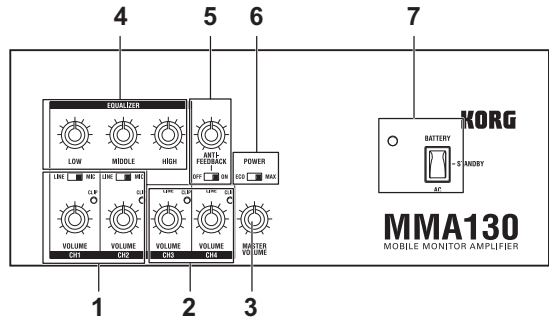 4 5 6 7
EQUALIZER
LOW MIDDLE HIGH
ANTI-
FEEDBACK
OFF ON
POWER
ECO MAX
BATTERY
STANDBY
AC
KORG
LINE MIC LINE MIC
CLIP CLIP LINE CLIP LINE CLIP
VOLUME VOLUME VOLUME VOLUME MASTER
VOLUME
CH1 CH2 CH3 CH4
MMA130
MOBILE MONITOR AMPLIFIER
1 2 3